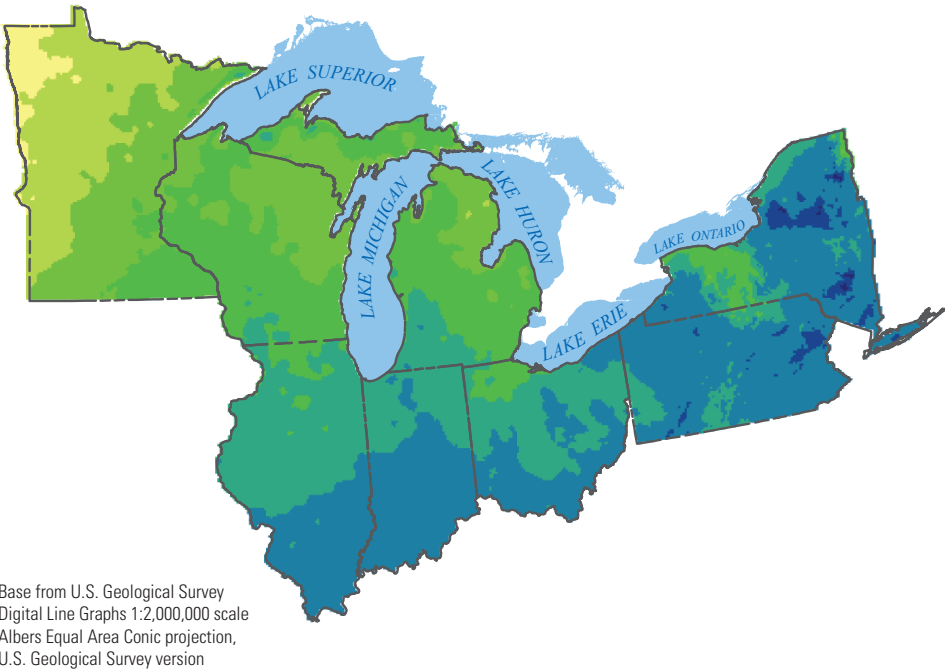 LAKE SUPERIOR
LAKE MICHIGAN
LAKE HURON
LAKE ONTARIO
LAKE ERIE
Base from U.S. Geological Survey
Digital Line Graphs 1:2,000,000 scale
Albers Equal Area Conic projection,
U.S. Geological Survey version